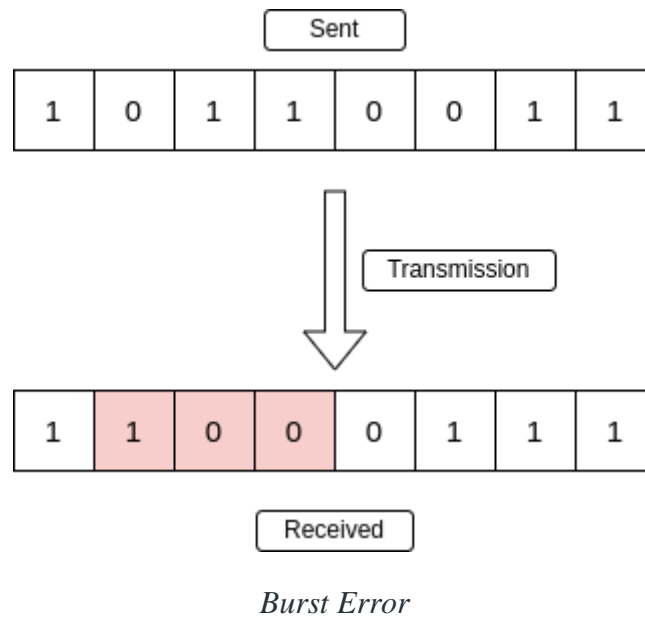 Sent
1 0 1 1 0 0 1 1
Transmission
1 1 0 0 0 1 1 1
Received
Burst Error